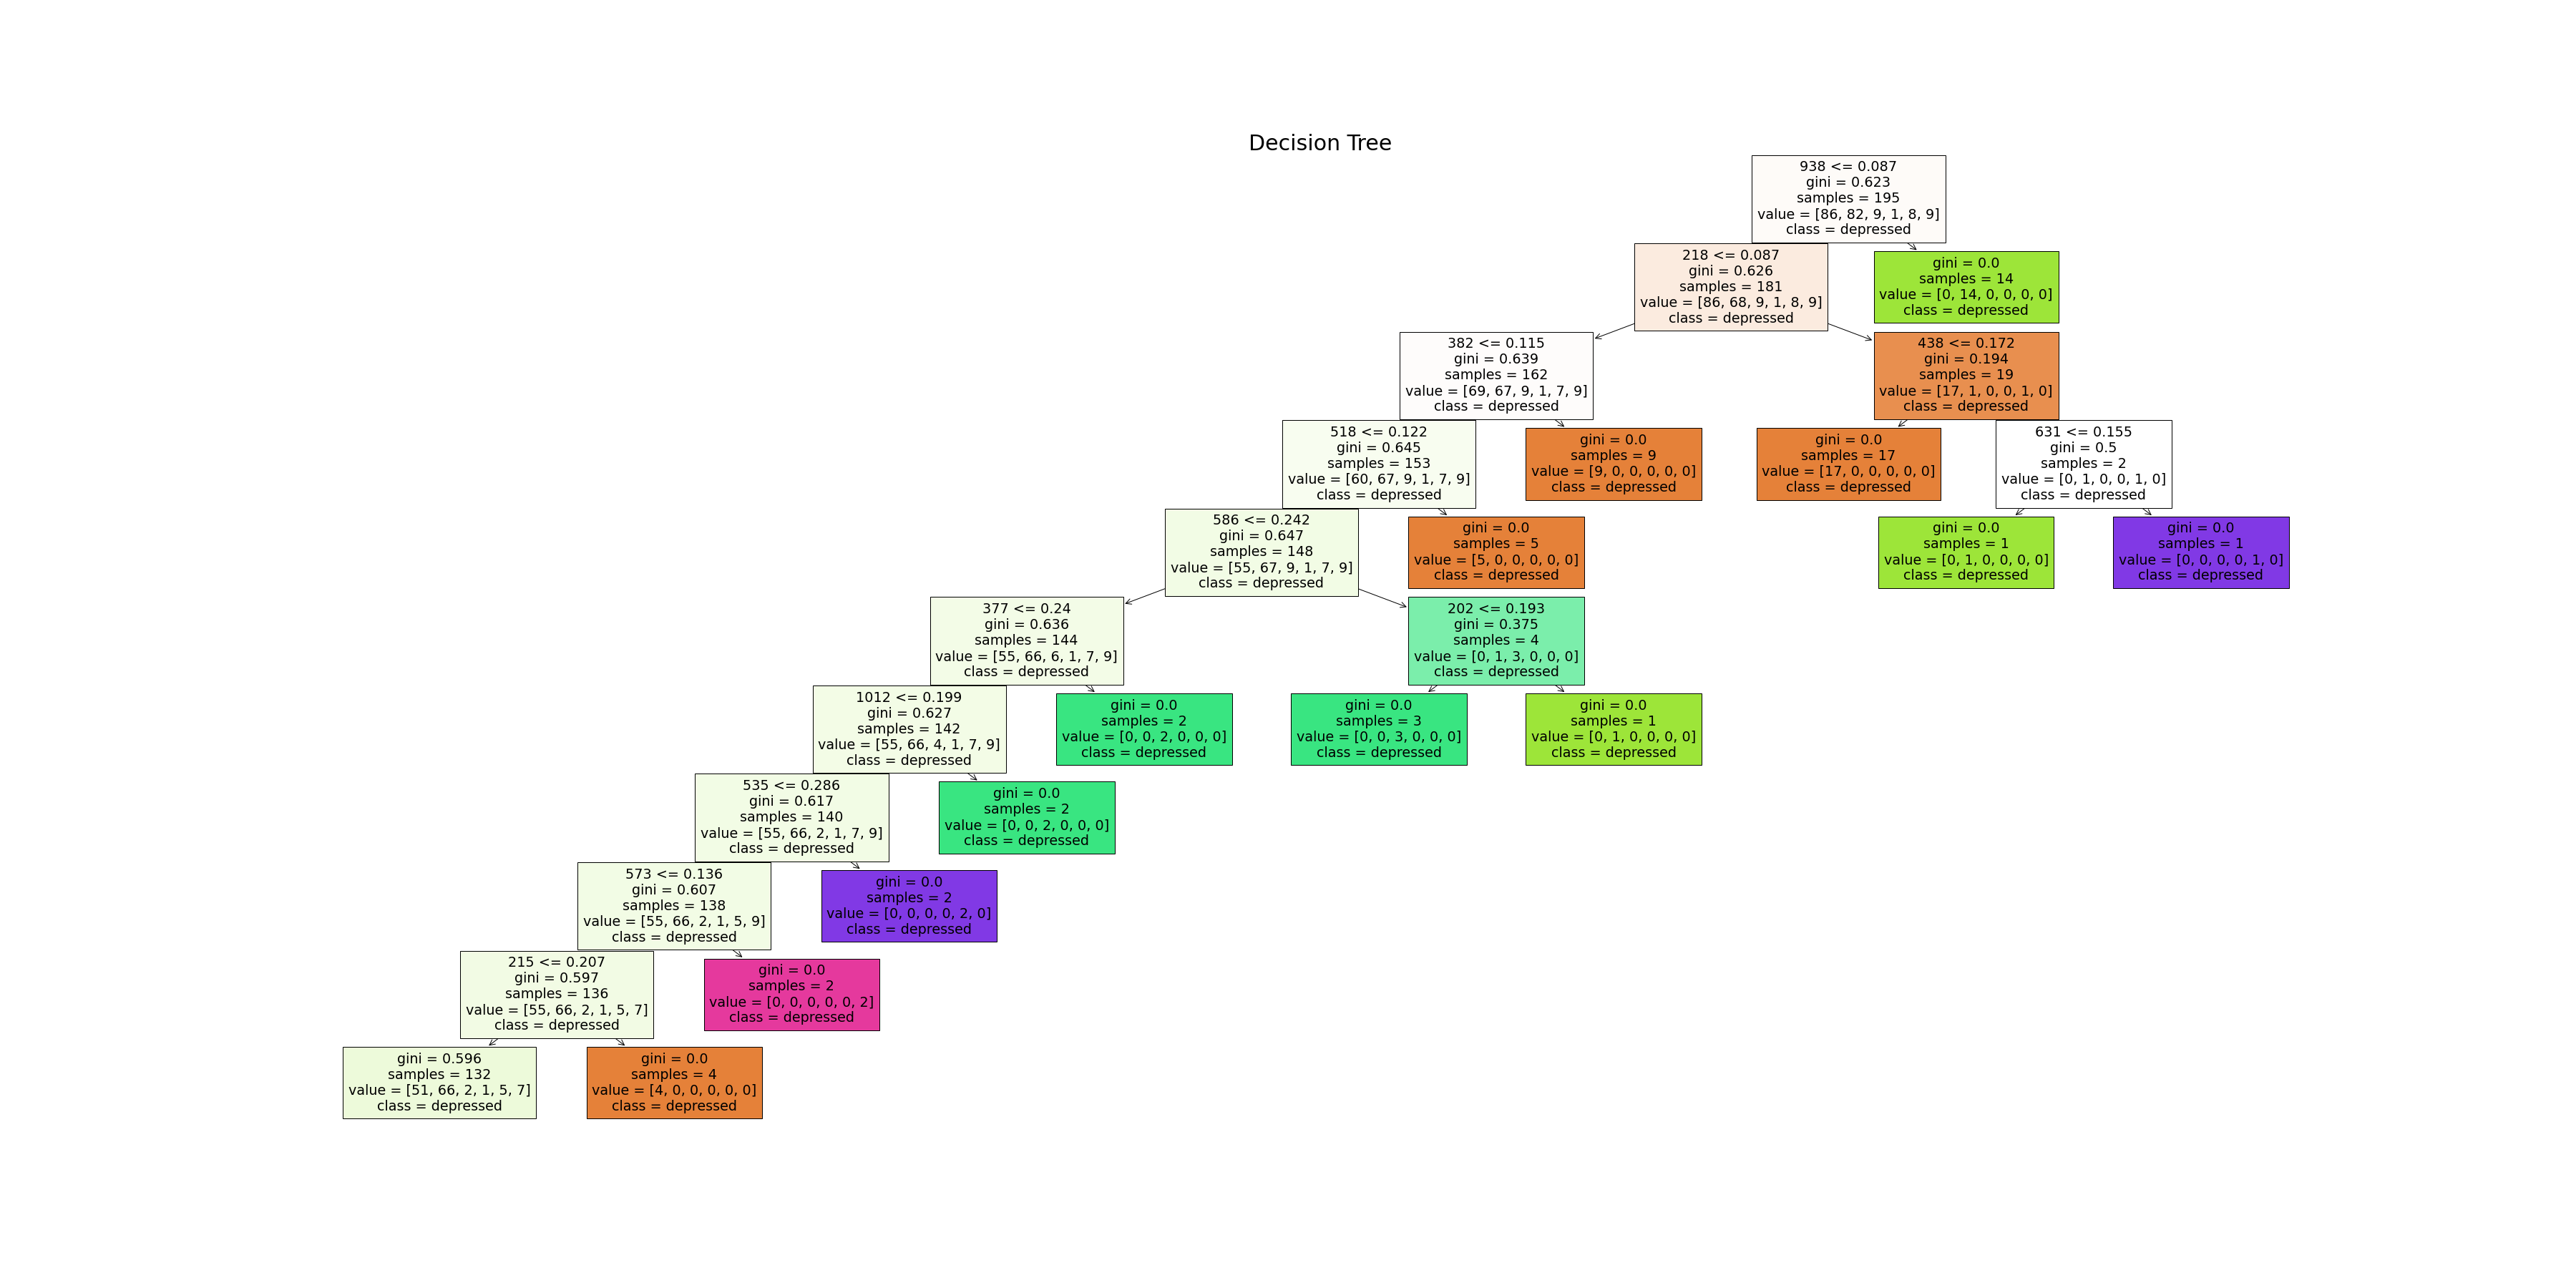 Decision Tree
938 <= 0.087
gini = 0.623
samples = 195
value = [86, 82, 9, 1, 8, 9]
class = depressed
218 <= 0.087
gini = 0.626
samples = 181
value = [86, 68, 9, 1, 8, 9]
class = depressed
gini = 0.0
samples = 14
value = [0, 14, 0, 0, 0, 0]
class = depressed
382 <= 0.115
gini = 0.639
samples = 162
value = [69, 67, 9, 1, 7, 9]
class = depressed
438 <= 0.172
gini = 0.194
samples = 19
value = [17, 1, 0, 0, 1, 0]
class = depressed
518 <= 0.122
gini = 0.645
samples = 153
value = [60, 67, 9, 1, 7, 9]
class = depressed
gini = 0.0
samples = 9
value = [9, 0, 0, 0, 0, 0]
class = depressed
gini = 0.0
samples = 17
value = [17, 0, 0, 0, 0, 0]
class = depressed
631 <= 0.155
gini = 0.5
samples = 2
value = [0, 1, 0, 0, 1, 0]
class = depressed
586 <= 0.242
gini = 0.647
samples = 148
value = [55, 67, 9, 1, 7, 9]
class = depressed
gini = 0.0
samples = 5
value = [5, 0, 0, 0, 0, 0]
class = depressed
gini = 0.0
samples = 1
value = [0, 1, 0, 0, 0, 0]
class = depressed
gini = 0.0
samples = 1
value = [0, 0, 0, 0, 1, 0]
class = depressed
377 <= 0.24
gini = 0.636
samples = 144
value = [55, 66, 6, 1, 7, 9]
class = depressed
202 <= 0.193
gini = 0.375
samples = 4
value = [0, 1, 3, 0, 0, 0]
class = depressed
1012 <= 0.199
gini = 0.627
samples = 142
value = [55, 66, 4, 1, 7, 9]
class = depressed
gini = 0.0
samples = 2
value = [0, 0, 2, 0, 0, 0]
class = depressed
gini = 0.0
samples = 3
value = [0, 0, 3, 0, 0, 0]
class = depressed
gini = 0.0
samples = 1
value = [0, 1, 0, 0, 0, 0]
class = depressed
535 <= 0.286
gini = 0.617
samples = 140
value = [55, 66, 2, 1, 7, 9]
class = depressed
gini = 0.0
samples = 2
value = [0, 0, 2, 0, 0, 0]
class = depressed
573 <= 0.136
gini = 0.607
samples = 138
value = [55, 66, 2, 1, 5, 9]
class = depressed
gini = 0.0
samples = 2
value = [0, 0, 0, 0, 2, 0]
class = depressed
215 <= 0.207
gini = 0.597
samples = 136
value = [55, 66, 2, 1, 5, 7]
class = depressed
gini = 0.0
samples = 2
value = [0, 0, 0, 0, 0, 2]
class = depressed
gini = 0.596
samples = 132
value = [51, 66, 2, 1, 5, 7]
class = depressed
gini = 0.0
samples = 4
value = [4, 0, 0, 0, 0, 0]
class = depressed